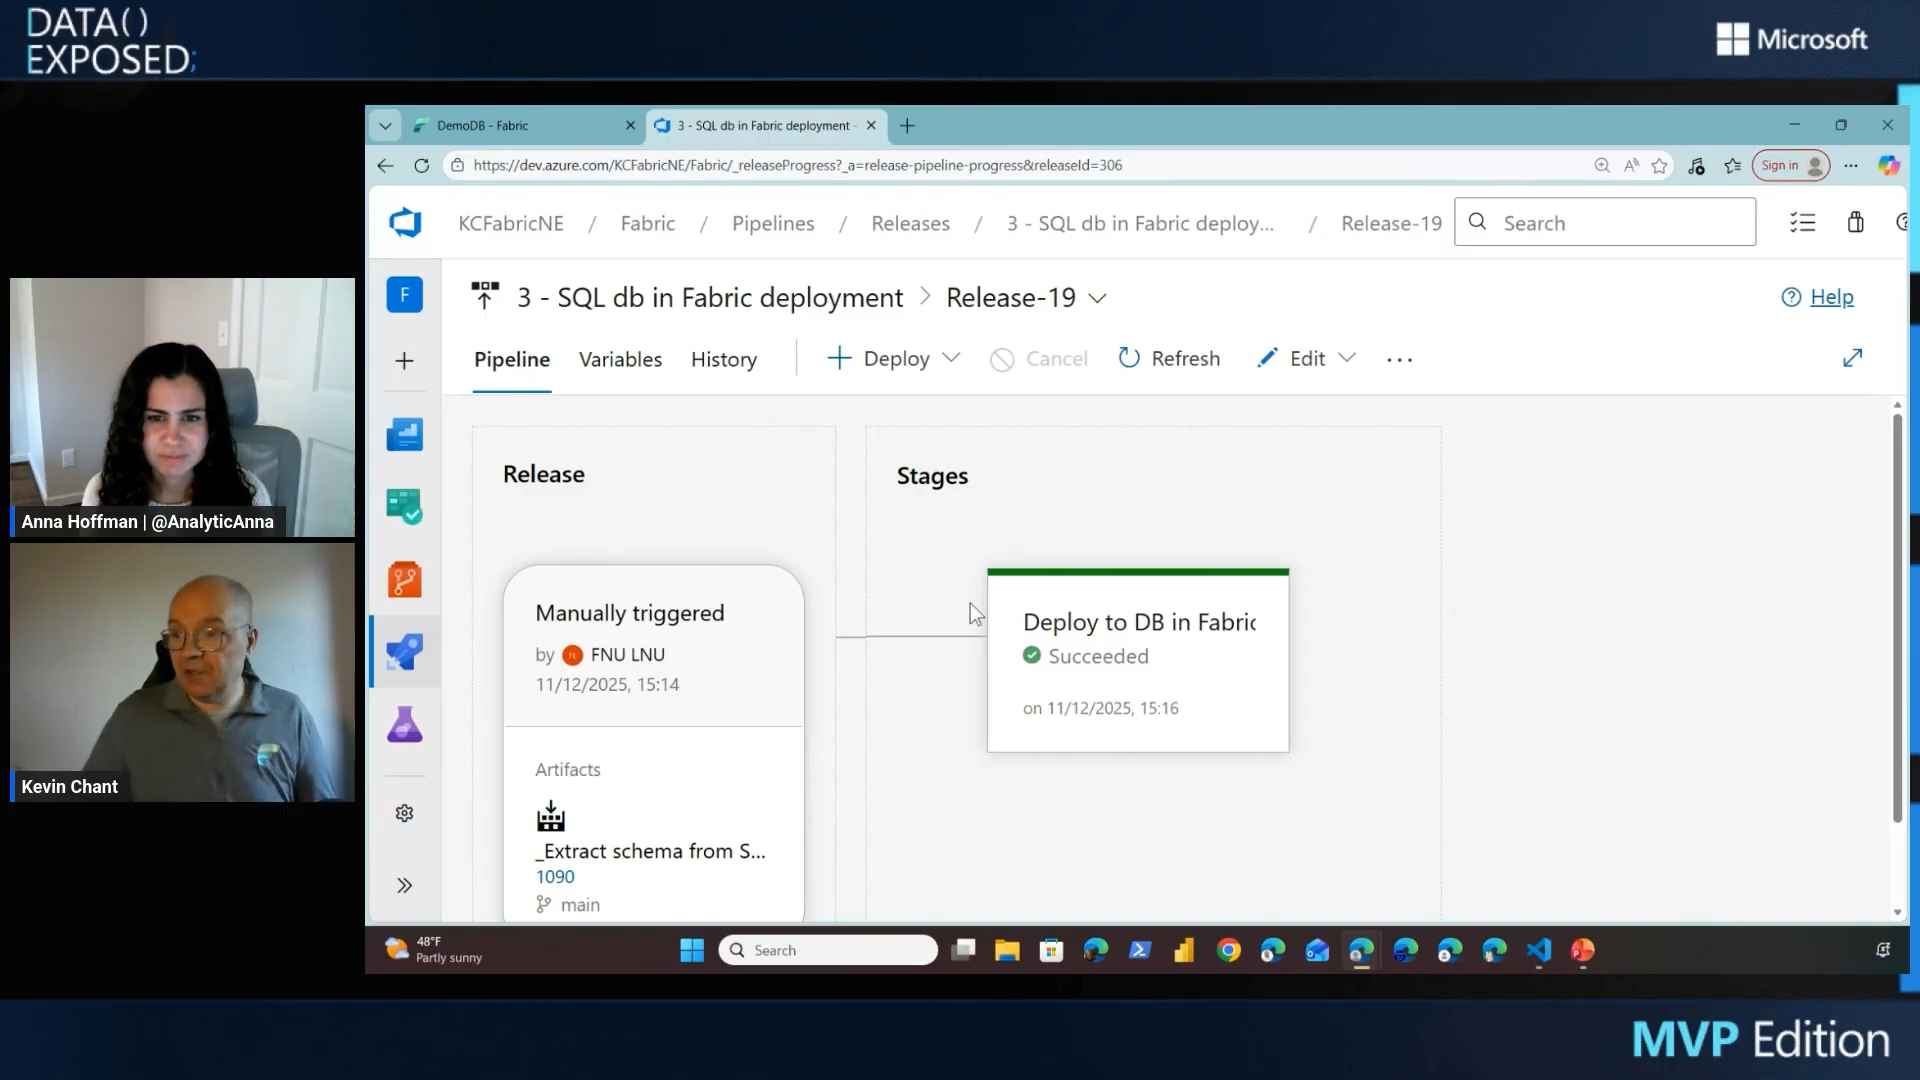 DATA()
EXPOSED;
Microsoft
DemoDB - Fabric
3 - SQL db in Fabric deployment -
https://dev.azure.com/KCFabricNE/Fabric/_releaseProgress?_a=release-pipeline-progress&releaseId=306
Sign in
KCFabricNE / Fabric / Pipelines / Releases / 3 - SQL db in Fabric deploy... / Release-19
Search
F
3 - SQL db in Fabric deployment > Release-19
Help
Pipeline Variables History Deploy Cancel Refresh Edit ...
Release
Stages
Manually triggered
by FL FNU LNU
11/12/2025, 15:14
Artifacts
_Extract schema from S...
1090
main
Deploy to DB in Fabric
Succeeded
on 11/12/2025, 15:16
Anna Hoffman | @AnalyticAnna
Kevin Chant
48°F
Partly sunny
Search
MVP Edition